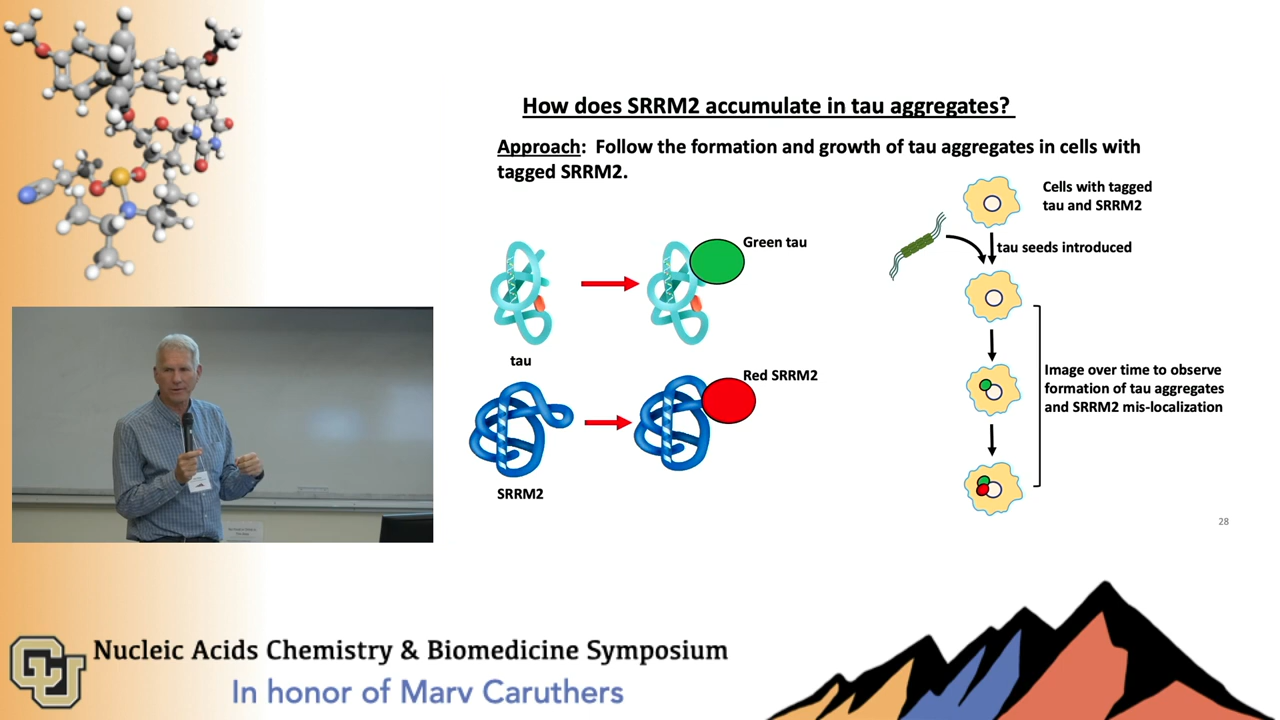 How does SRRM2 accumulate in tau aggregates?
Approach: Follow the formation and growth of tau aggregates in cells with
tagged SRRM2.
Cells with tagged
tau and SRRM2
Green tau
tau seeds introduced
tau
Red SRRM2
Image over time to observe
formation of tau aggregates
and SRRM2 mis-localization
SRRM2
28
CU
Nucleic Acids Chemistry & Biomedicine Symposium
In honor of Marv Caruthers